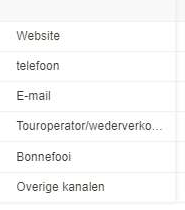 Website
telefoon
E-mail
Touroperator/wederverko...
Bonnefooi
Overige kanalen